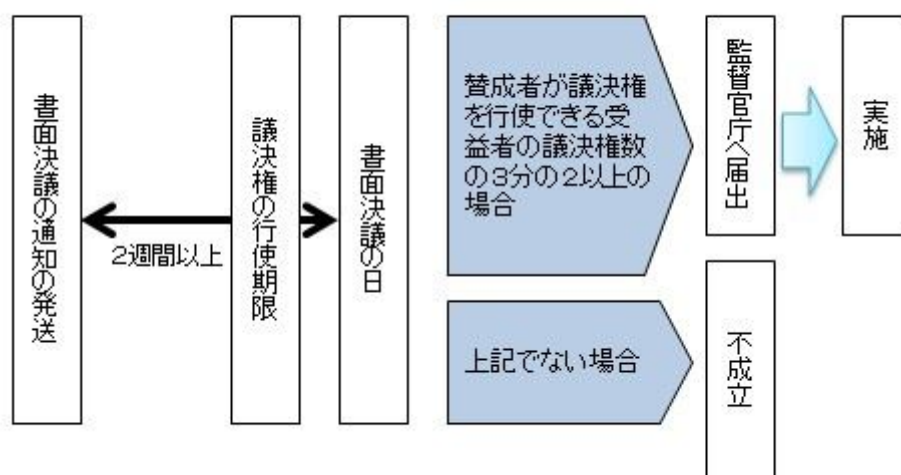 書面決議の通知の発送
2週間以上
議決権の行使期限
書面決議の日
賛成者が議決権
を行使できる受
益者の議決権数
の3分の2以上の
場合
監督官庁へ届出
実施
上記でない場合
不成立